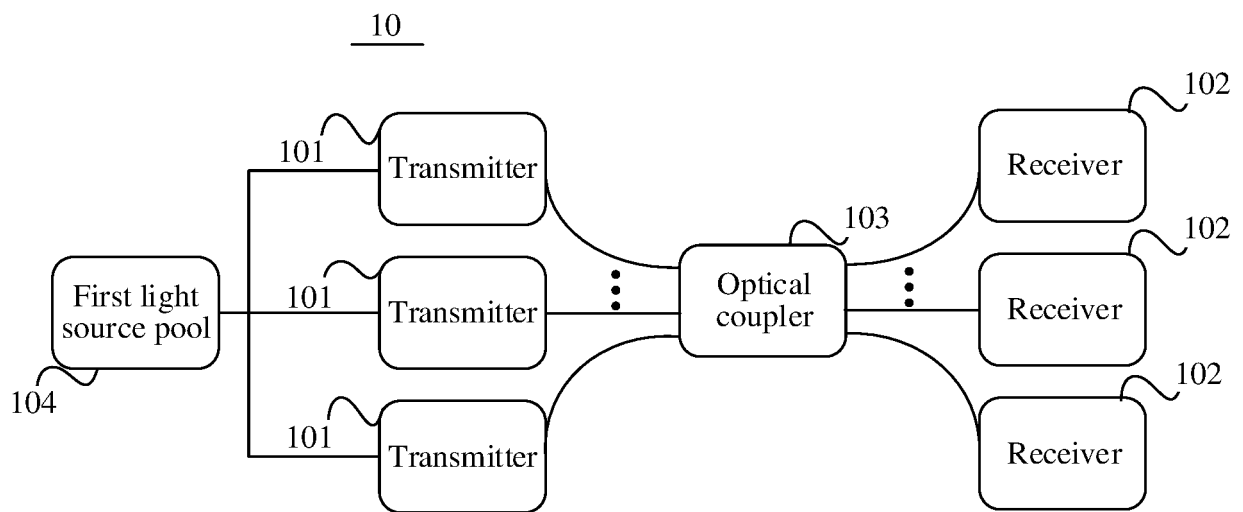 10
102
101
Transmitter
Receiver
103
102
101
First light
source pool
Transmitter
Optical
coupler
Receiver
104
102
101
Transmitter
Receiver